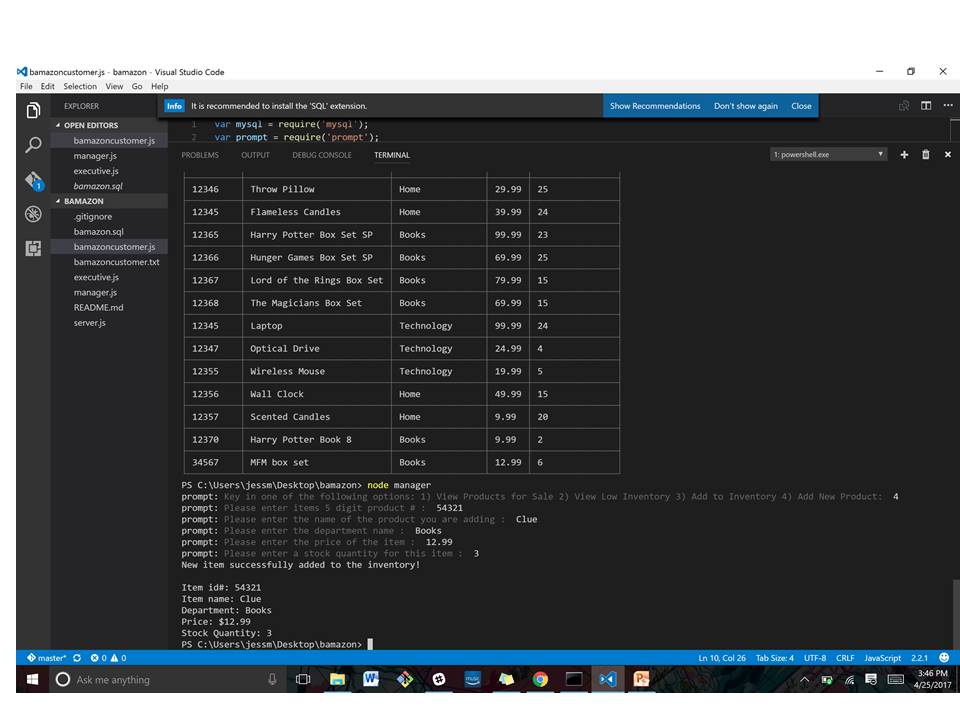 bamazoncustomer.js - bamazon - Visual Studio Code
File Edit Selection View Go Help
EXPLORER
Info It is recommended to install the 'SQL' extension. Show Recommendations Don't show again Close
OPEN EDITORS
bamazoncustomer.js
manager.js
executive.js
bamazon.sql
BAMAZON
.gitignore
bamazon.sql
bamazoncustomer.js
bamazoncustomer.txt
executive.js
manager.js
README.md
server.js
1
1 var mysql = require('mysql');
2 var prompt = require('prompt');
PROBLEMS OUTPUT DEBUG CONSOLE TERMINAL 1: powershell.exe
12346 Throw Pillow Home 29.99 25
12345 Flameless Candles Home 39.99 24
12365 Harry Potter Box Set SP Books 99.99 23
12366 Hunger Games Box Set SP Books 69.99 25
12367 Lord of the Rings Box Set Books 79.99 15
12368 The Magicians Box Set Books 69.99 15
12345 Laptop Technology 99.99 24
12347 Optical Drive Technology 24.99 4
12355 Wireless Mouse Technology 19.99 5
12356 Wall Clock Home 49.99 15
12357 Scented Candles Home 9.99 20
12370 Harry Potter Book 8 Books 9.99 2
34567 MFM box set Books 12.99 6
PS C:\Users\jessm\Desktop\bamazon> node manager
prompt: Key in one of the following options: 1) View Products for Sale 2) View Low Inventory 3) Add to Inventory 4) Add New Product: 4
prompt: Please enter items 5 digit product # : 54321
prompt: Please enter the name of the product you are adding : Clue
prompt: Please enter the department name : Books
prompt: Please enter the price of the item : 12.99
prompt: Please enter a stock quantity for this item : 3
New item successfully added to the inventory!
Item id#: 54321
Item name: Clue
Department: Books
Price: $12.99
Stock Quantity: 3
PS C:\Users\jessm\Desktop\bamazon>
master* 0 0 Ln 10, Col 26 Tab Size: 4 UTF-8 CRLF JavaScript 2.2.1
Ask me anything
3:46 PM
4/25/2017